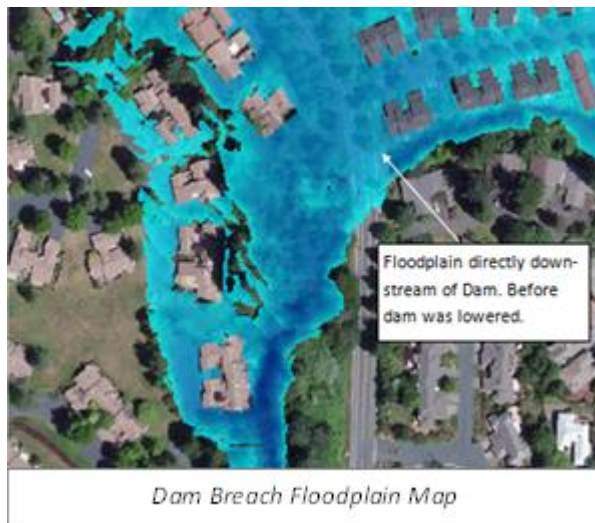 Floodplain directly down-
stream of Dam. Before
dam was lowered.
Dam Breach Floodplain Map